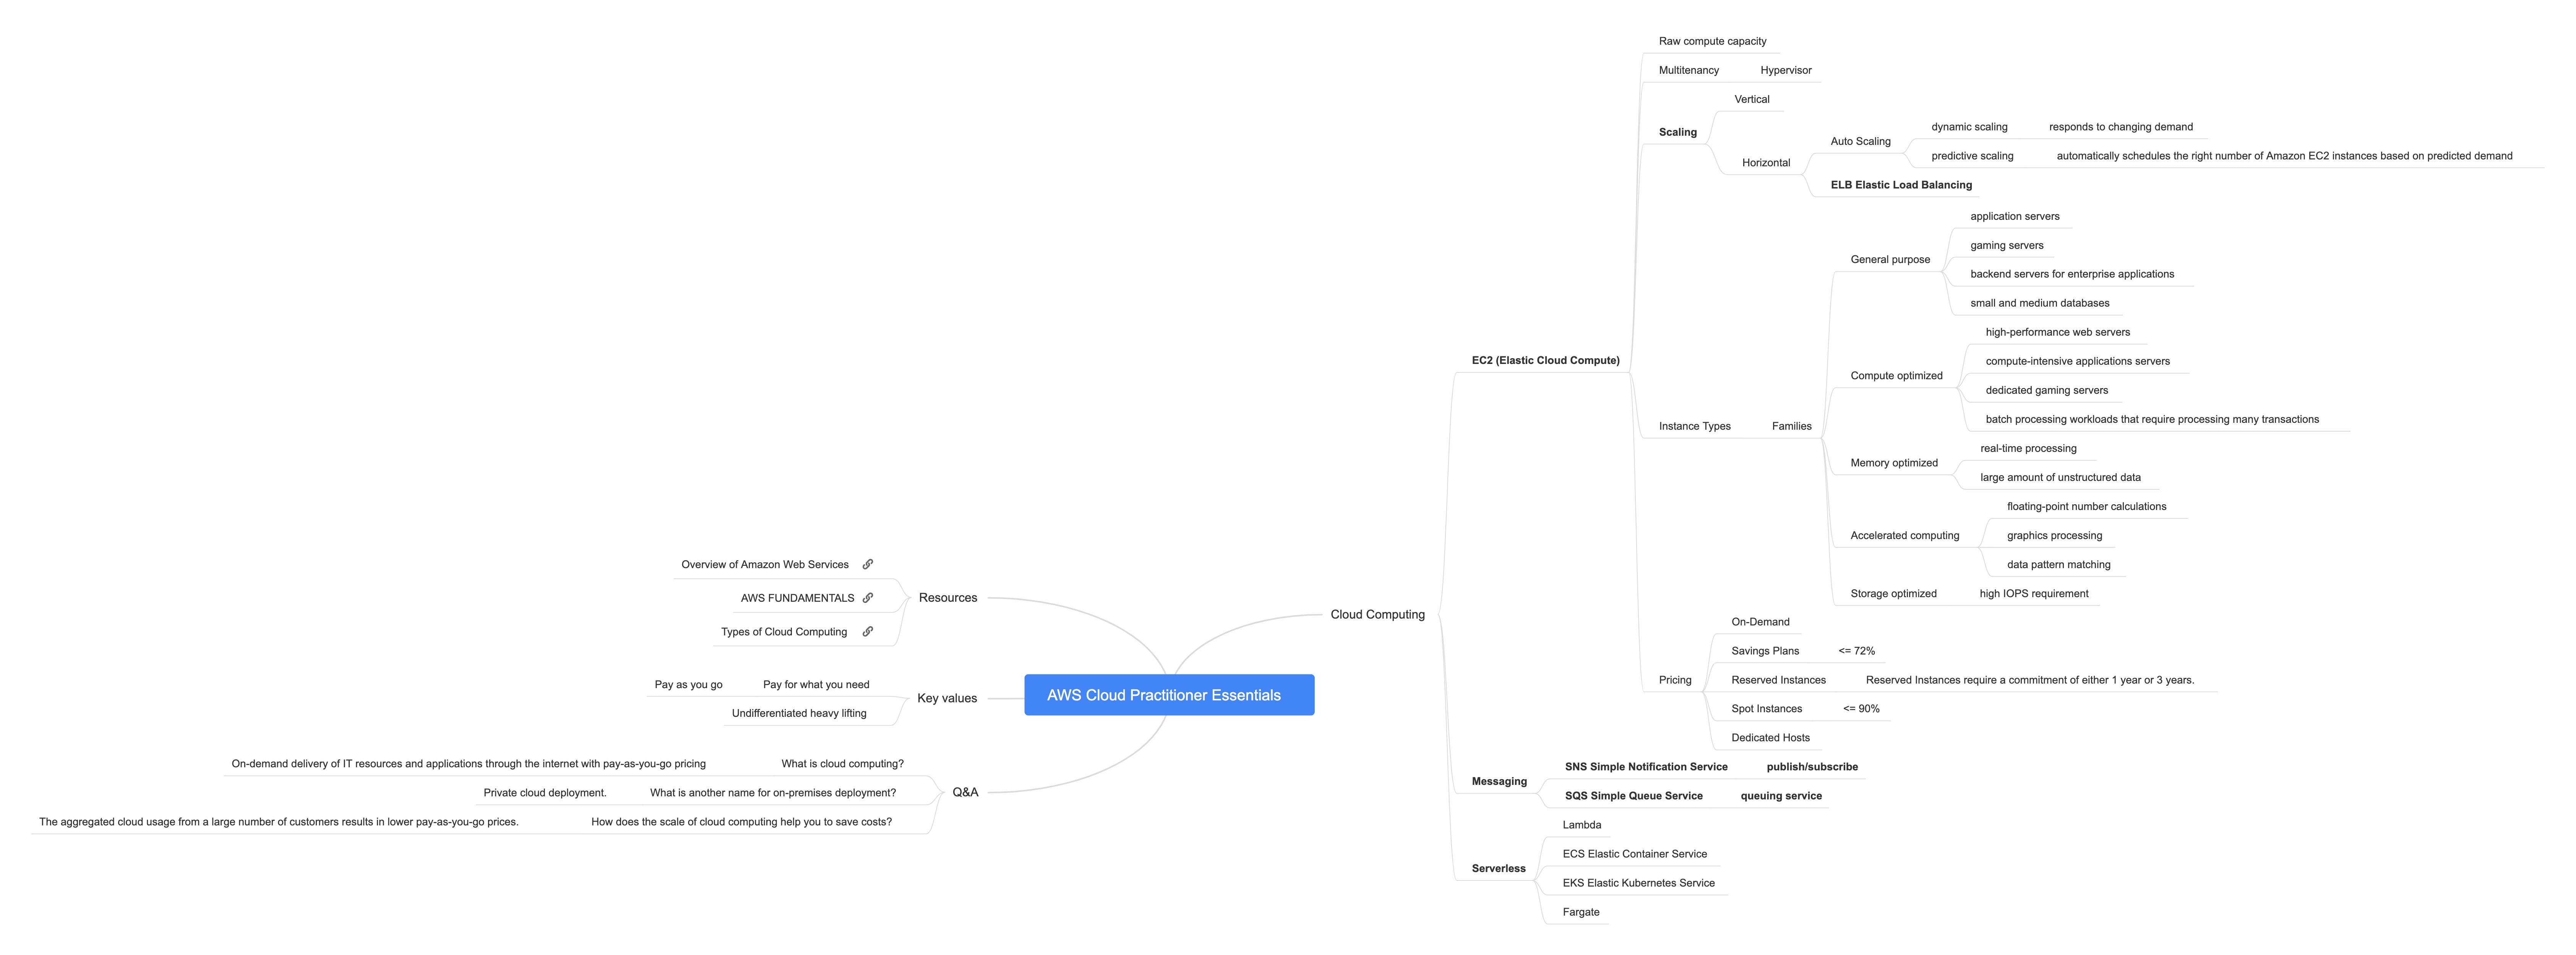 AWS Cloud Practitioner Essentials
Resources
Overview of Amazon Web Services
AWS FUNDAMENTALS
Types of Cloud Computing
Key values
Pay for what you need
Pay as you go
Undifferentiated heavy lifting
Q&A
What is cloud computing?
On-demand delivery of IT resources and applications through the internet with pay-as-you-go pricing
What is another name for on-premises deployment?
Private cloud deployment.
How does the scale of cloud computing help you to save costs?
The aggregated cloud usage from a large number of customers results in lower pay-as-you-go prices.
Cloud Computing
EC2 (Elastic Cloud Compute)
Raw compute capacity
Multitenancy
Hypervisor
Scaling
Vertical
Horizontal
Auto Scaling
dynamic scaling
responds to changing demand
predictive scaling
automatically schedules the right number of Amazon EC2 instances based on predicted demand
ELB Elastic Load Balancing
Instance Types
Families
General purpose
application servers
gaming servers
backend servers for enterprise applications
small and medium databases
Compute optimized
high-performance web servers
compute-intensive applications servers
dedicated gaming servers
batch processing workloads that require processing many transactions
Memory optimized
real-time processing
large amount of unstructured data
Accelerated computing
floating-point number calculations
graphics processing
data pattern matching
Storage optimized
high IOPS requirement
Pricing
On-Demand
Savings Plans
<= 72%
Reserved Instances
Reserved Instances require a commitment of either 1 year or 3 years.
Spot Instances
<= 90%
Dedicated Hosts
Messaging
SNS Simple Notification Service
publish/subscribe
SQS Simple Queue Service
queuing service
Serverless
Lambda
ECS Elastic Container Service
EKS Elastic Kubernetes Service
Fargate